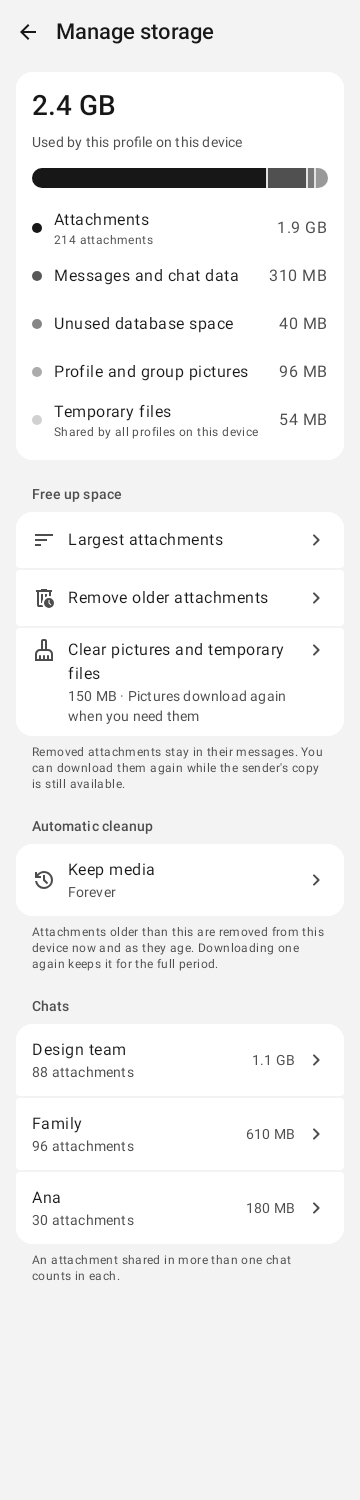 Manage storage
2.4 GB
Used by this profile on this device
Attachments
214 attachments
1.9 GB
Messages and chat data
310 MB
Unused database space
40 MB
Profile and group pictures
96 MB
Temporary files
Shared by all profiles on this device
54 MB
Free up space
Largest attachments
Remove older attachments
Clear pictures and temporary
files
150 MB · Pictures download again
when you need them
Removed attachments stay in their messages. You
can download them again while the sender's copy
is still available.
Automatic cleanup
Keep media
Forever
Attachments older than this are removed from this
device now and as they age. Downloading one
again keeps it for the full period.
Chats
Design team
88 attachments
1.1 GB
Family
96 attachments
610 MB
Ana
30 attachments
180 MB
An attachment shared in more than one chat
counts in each.